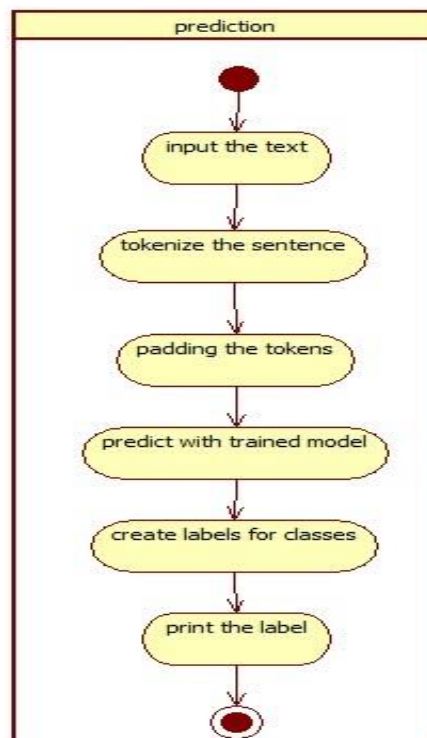 prediction
input the text
tokenize the sentence
padding the tokens
predict with trained model
create labels for classes
print the label